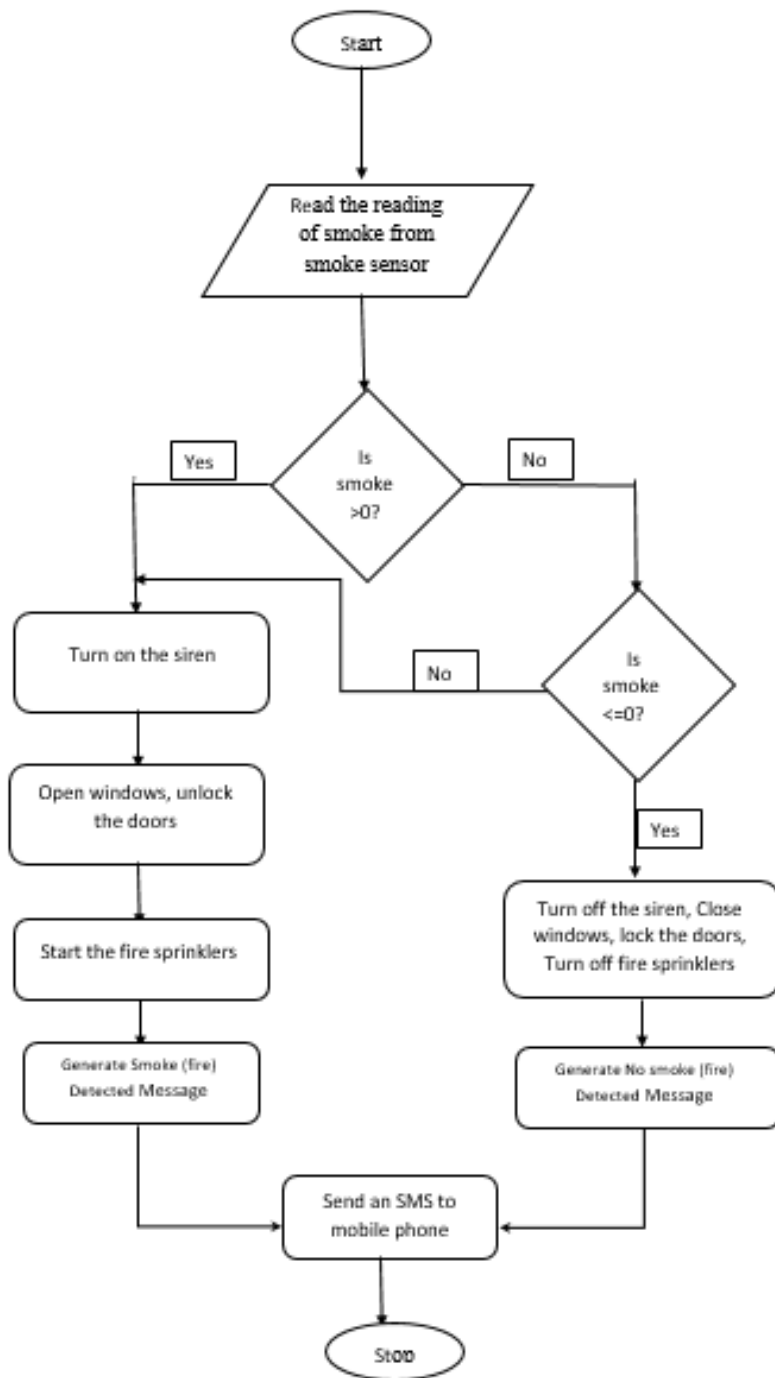 Start
Read the reading
of smoke from
smoke sensor
Is
smoke
>0?
Yes
No
Turn on the siren
No
Is
smoke
<=0?
Open windows, unlock
the doors
Yes
Start the fire sprinklers
Turn off the siren, Close
windows, lock the doors,
Turn off fire sprinklers
Generate Smoke (fire)
Detected Message
Generate No smoke (fire)
Detected Message
Send an SMS to
mobile phone
Stop